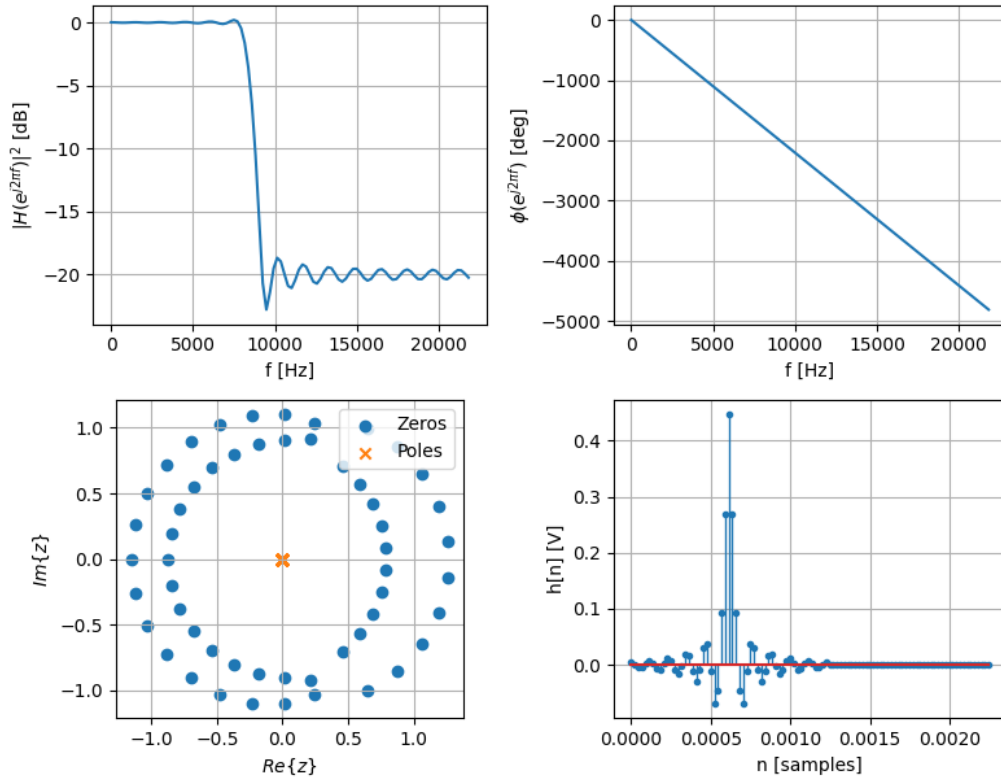 |H(e^{j2πf})|² [dB]
0
−5
−10
−15
−20
0 5000 10000 15000 20000
f [Hz]
ϕ(e^{j2πf}) [deg]
0
−1000
−2000
−3000
−4000
−5000
0 5000 10000 15000 20000
f [Hz]
Im{z}
1.0
0.5
0.0
−0.5
−1.0
Zeros
Poles
−1.0 −0.5 0.0 0.5 1.0
Re{z}
h[n] [V]
0.4
0.3
0.2
0.1
0.0
0.0000 0.0005 0.0010 0.0015 0.0020
n [samples]